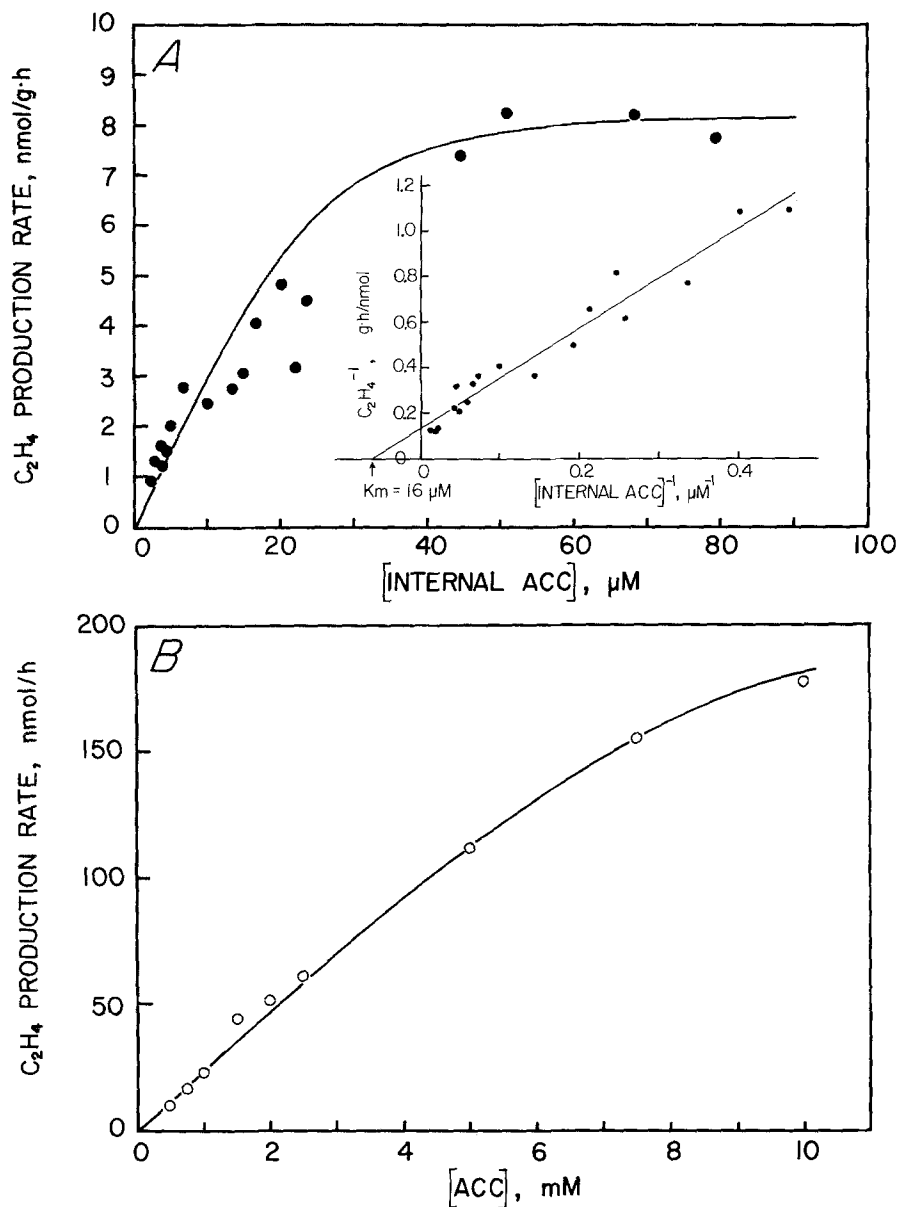 A
C₂H₄ PRODUCTION RATE, nmol/g·h
10
9
8
7
6
5
4
3
2
1
0
0 20 40 60 80 100
[INTERNAL ACC], µM
C₂H₄⁻¹, g·h/nmol
1.2
1.0
0.8
0.6
0.4
0.2
0
0 0.2 0.4
Km = 16 µM
[INTERNAL ACC]⁻¹, µM⁻¹
B
C₂H₄ PRODUCTION RATE, nmol/h
200
150
100
50
0
0 2 4 6 8 10
[ACC], mM